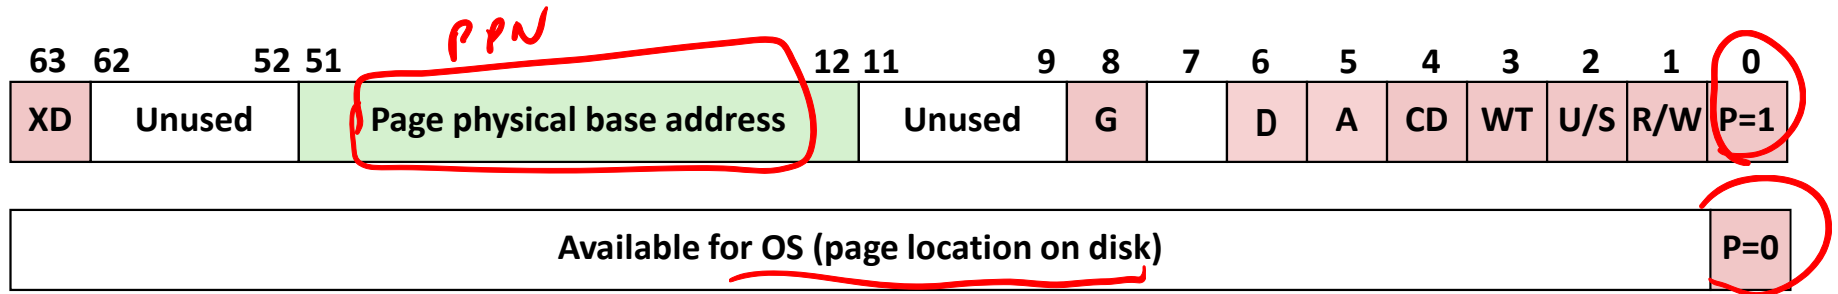 PPN
63 62 52 51 12 11 9 8 7 6 5 4 3 2 1 0
XD Unused Page physical base address Unused G D A CD WT U/S R/W P=1
Available for OS (page location on disk) P=0